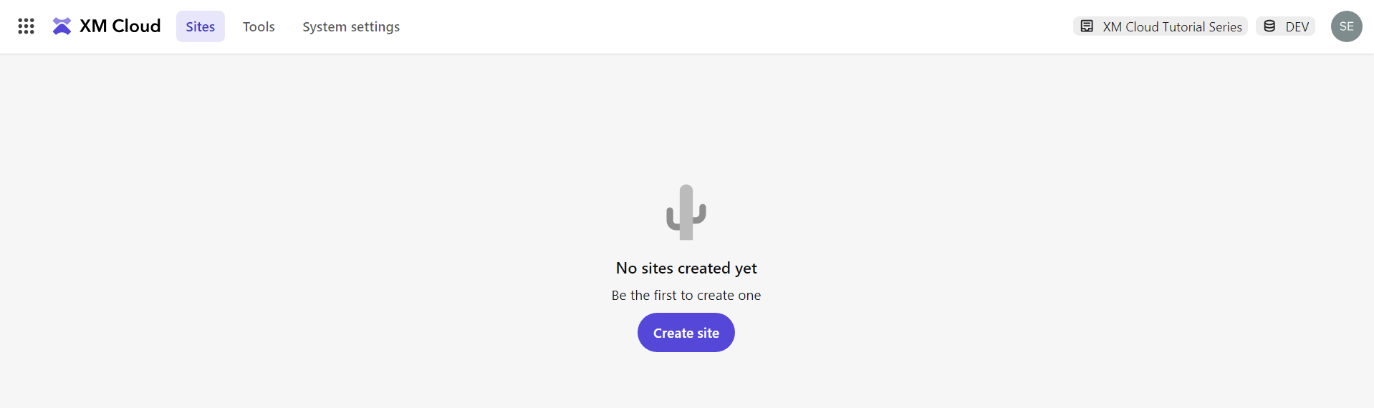 XM Cloud Sites Tools System settings XM Cloud Tutorial Series DEV SE
No sites created yet
Be the first to create one
Create site